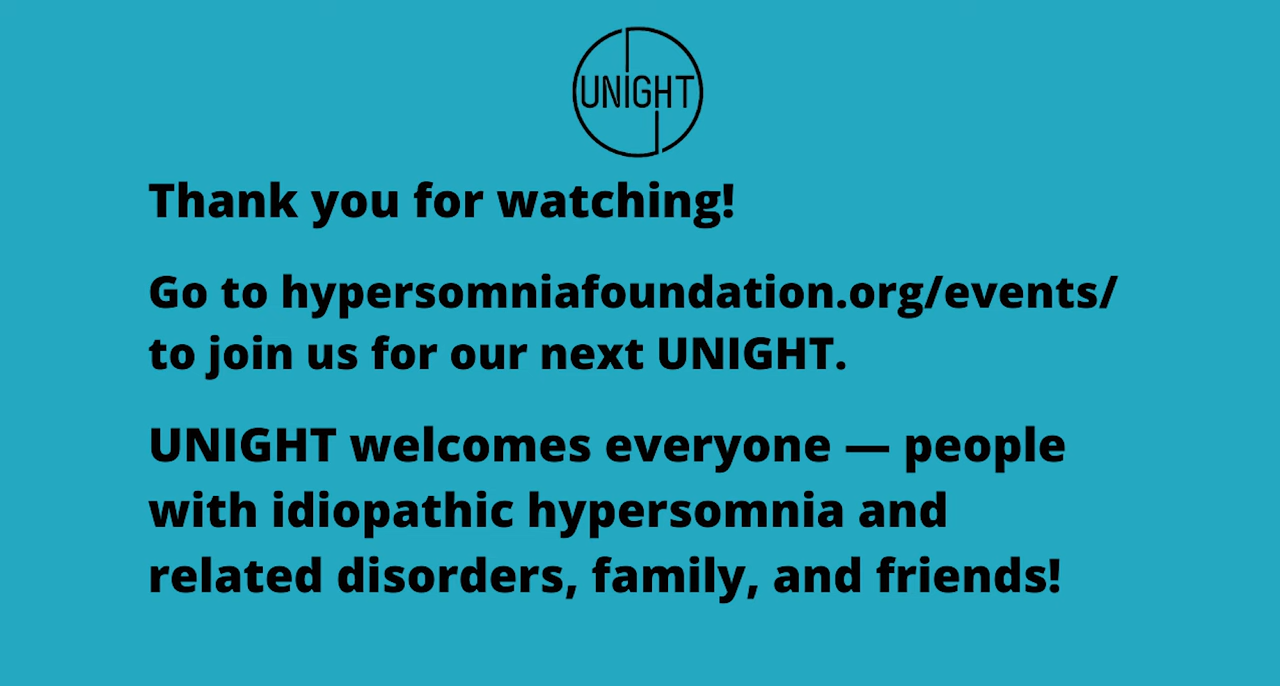 UNIGHT
Thank you for watching!
Go to hypersomniafoundation.org/events/
to join us for our next UNIGHT.
UNIGHT welcomes everyone — people
with idiopathic hypersomnia and
related disorders, family, and friends!